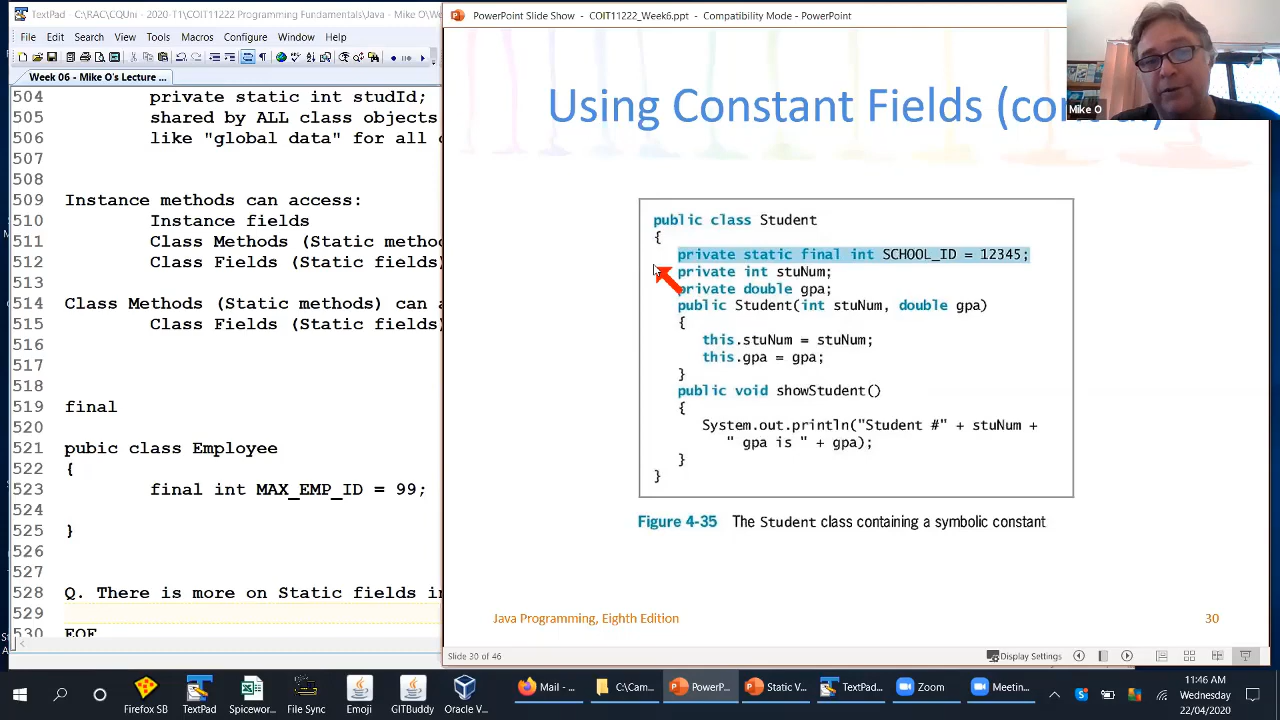 TextPad - C:\RAC\CQUni - 2020-T1\COIT11222 Programming Fundamentals\Java - Mike O\We
File Edit Search View Tools Macros Configure Window Help
Week 06 - Mike O's Lecture ...
504 private static int studId;
505 shared by ALL class objects
506 like "global data" for all
507
508
509 Instance methods can access:
510 Instance fields
511 Class Methods (Static metho
512 Class Fields (Static fields)
513
514 Class Methods (Static methods) can a
515 Class Fields (Static fields)
516
517
518
519 final
520
521 pubic class Employee
522 {
523 final int MAX_EMP_ID = 99;
524
525 }
526
527
528 Q. There is more on Static fields in
529
530 EOF
PowerPoint Slide Show - COIT11222_Week6.ppt - Compatibility Mode - PowerPoint
Mike O
Using Constant Fields (cont'd.)
public class Student
{
private static final int SCHOOL_ID = 12345;
private int stuNum;
private double gpa;
public Student(int stuNum, double gpa)
{
this.stuNum = stuNum;
this.gpa = gpa;
}
public void showStudent()
{
System.out.println("Student #" + stuNum +
" gpa is " + gpa);
}
}
Figure 4-35 The Student class containing a symbolic constant
Java Programming, Eighth Edition
30
Slide 30 of 46
Display Settings
Firefox SB
TextPad
Spicewor...
File Sync
Emoji
GITBuddy
Oracle V...
Mail - ...
C:\Cam...
PowerP...
Static V...
TextPad...
Zoom
Meetin...
11:46 AM
Wednesday
22/04/2020